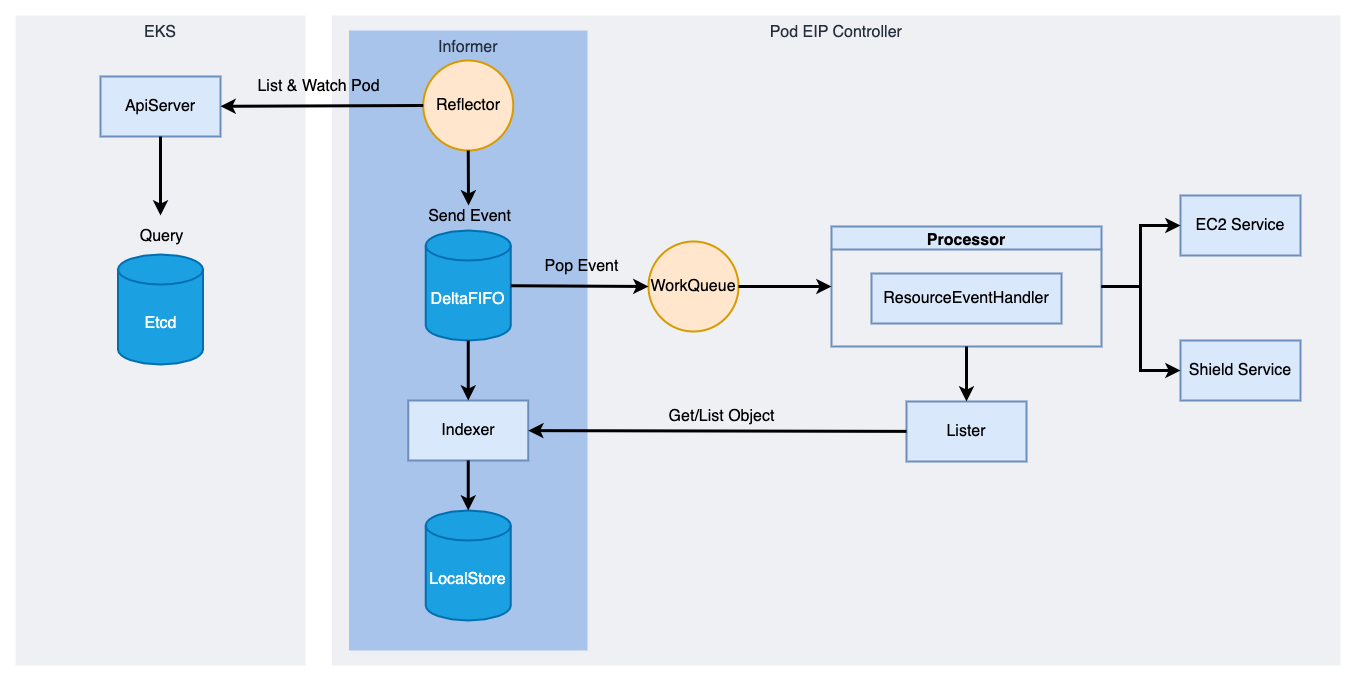 EKS
Pod EIP Controller
Informer
List & Watch Pod
ApiServer
Reflector
Send Event
Query
Etcd
DeltaFIFO
Pop Event
WorkQueue
Processor
ResourceEventHandler
EC2 Service
Shield Service
Indexer
Get/List Object
Lister
LocalStore